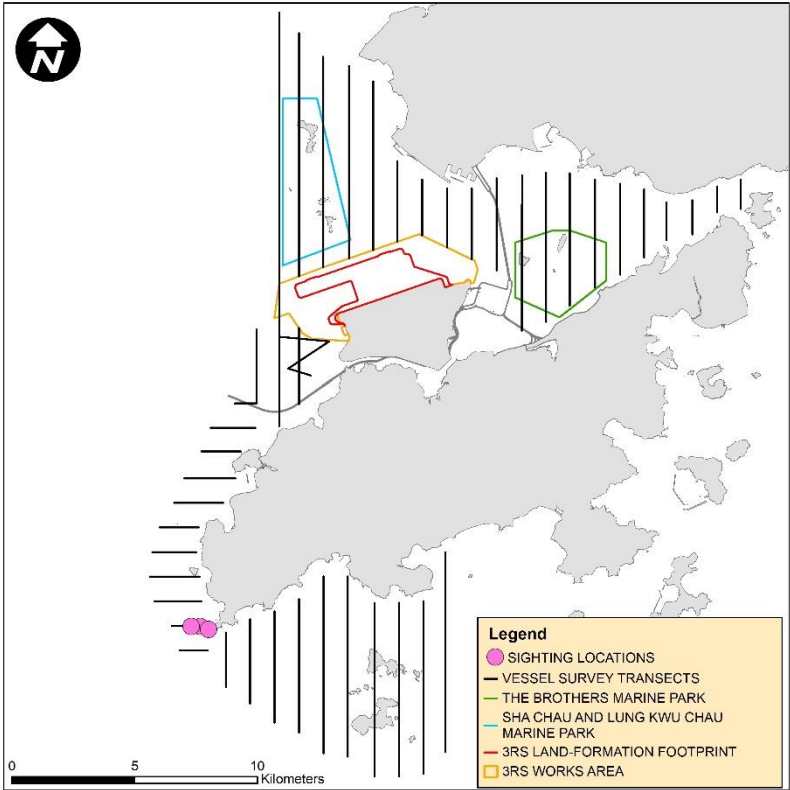 N
Legend
SIGHTING LOCATIONS
VESSEL SURVEY TRANSECTS
THE BROTHERS MARINE PARK
SHA CHAU AND LUNG KWU CHAU
MARINE PARK
3RS LAND-FORMATION FOOTPRINT
3RS WORKS AREA
0 5 10
Kilometers